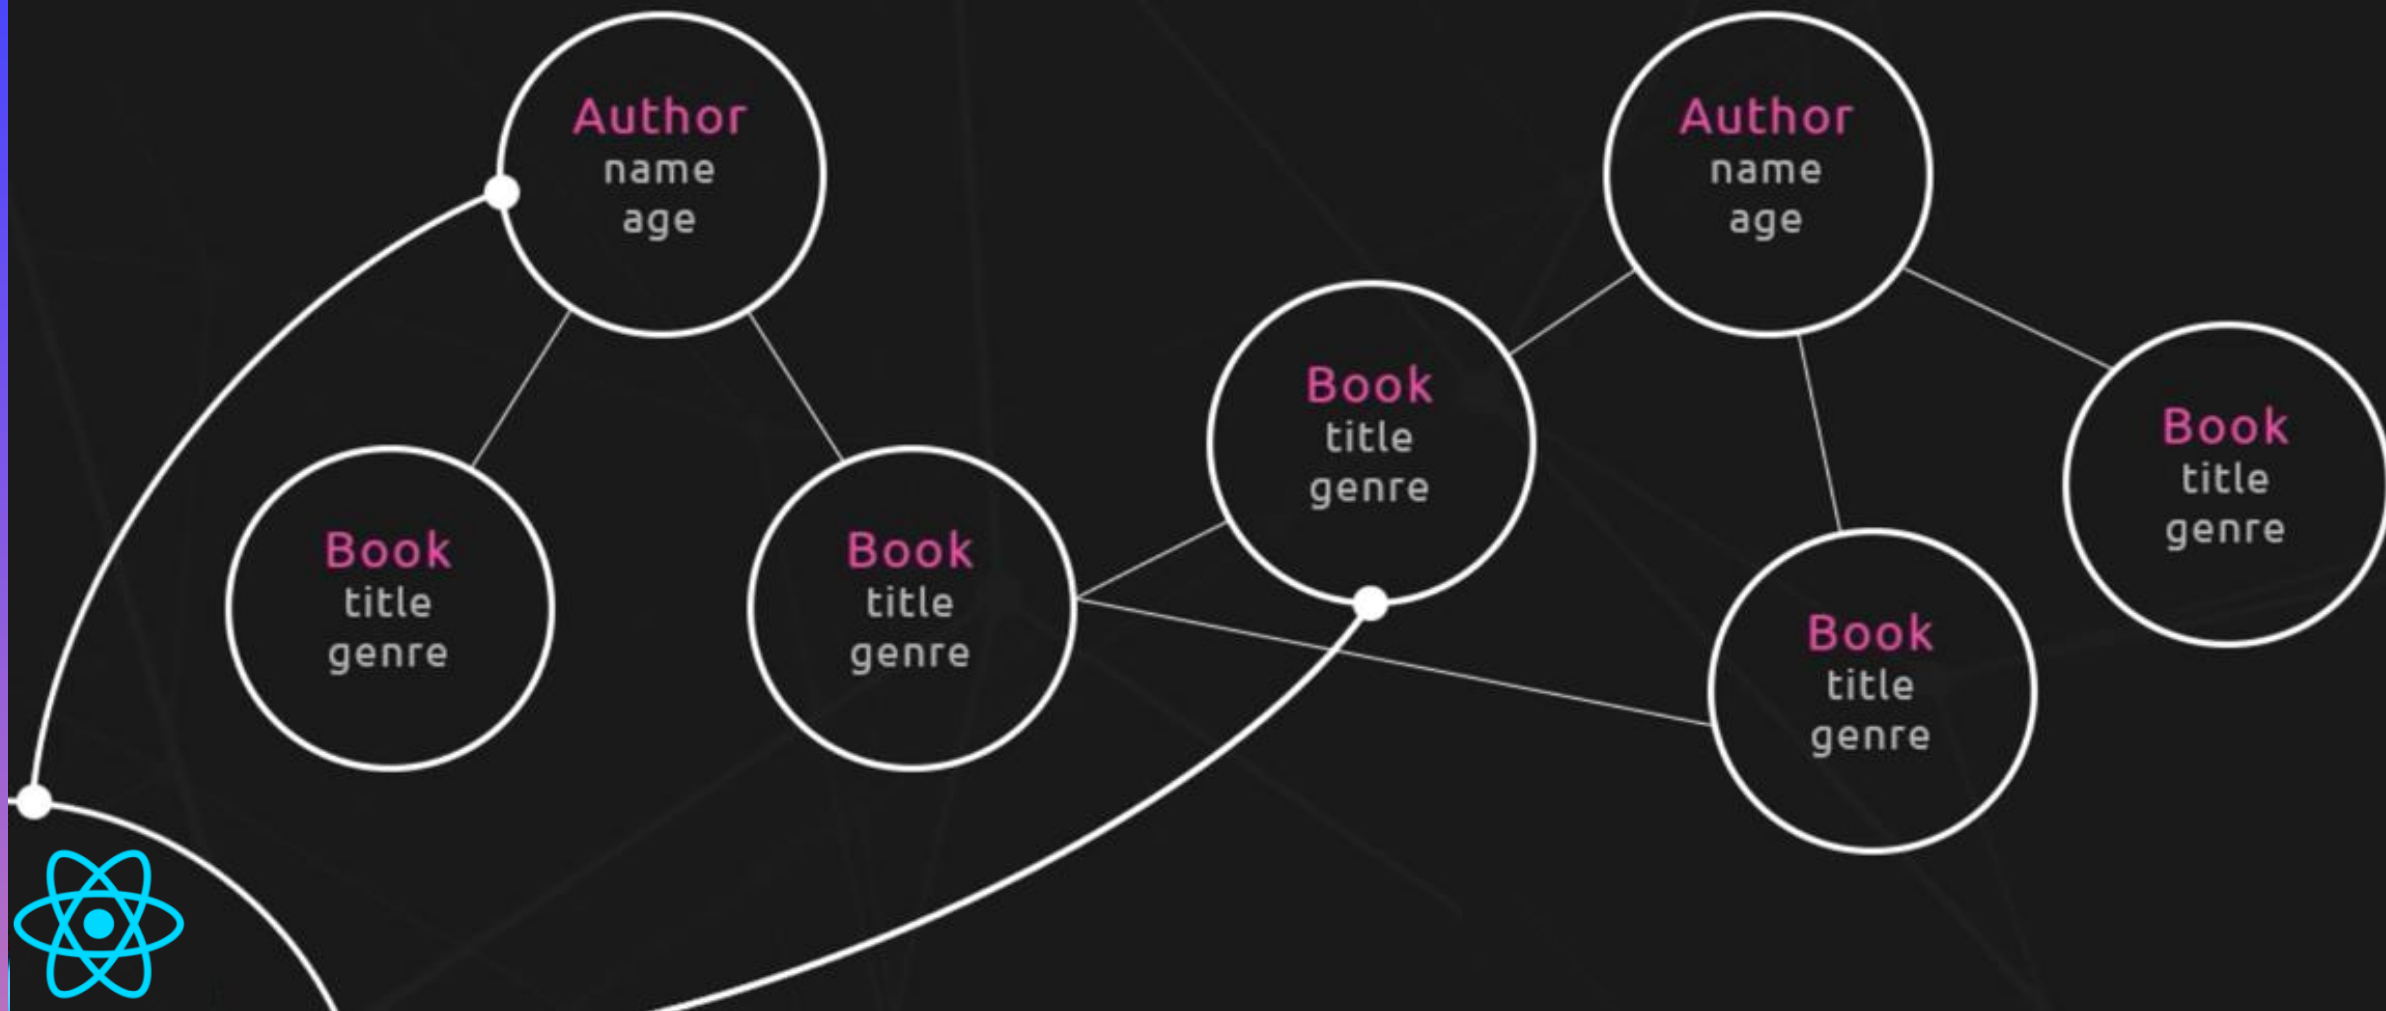 Author
name
age
Author
name
age
Book
title
genre
Book
title
genre
Book
title
genre
Book
title
genre
Book
title
genre